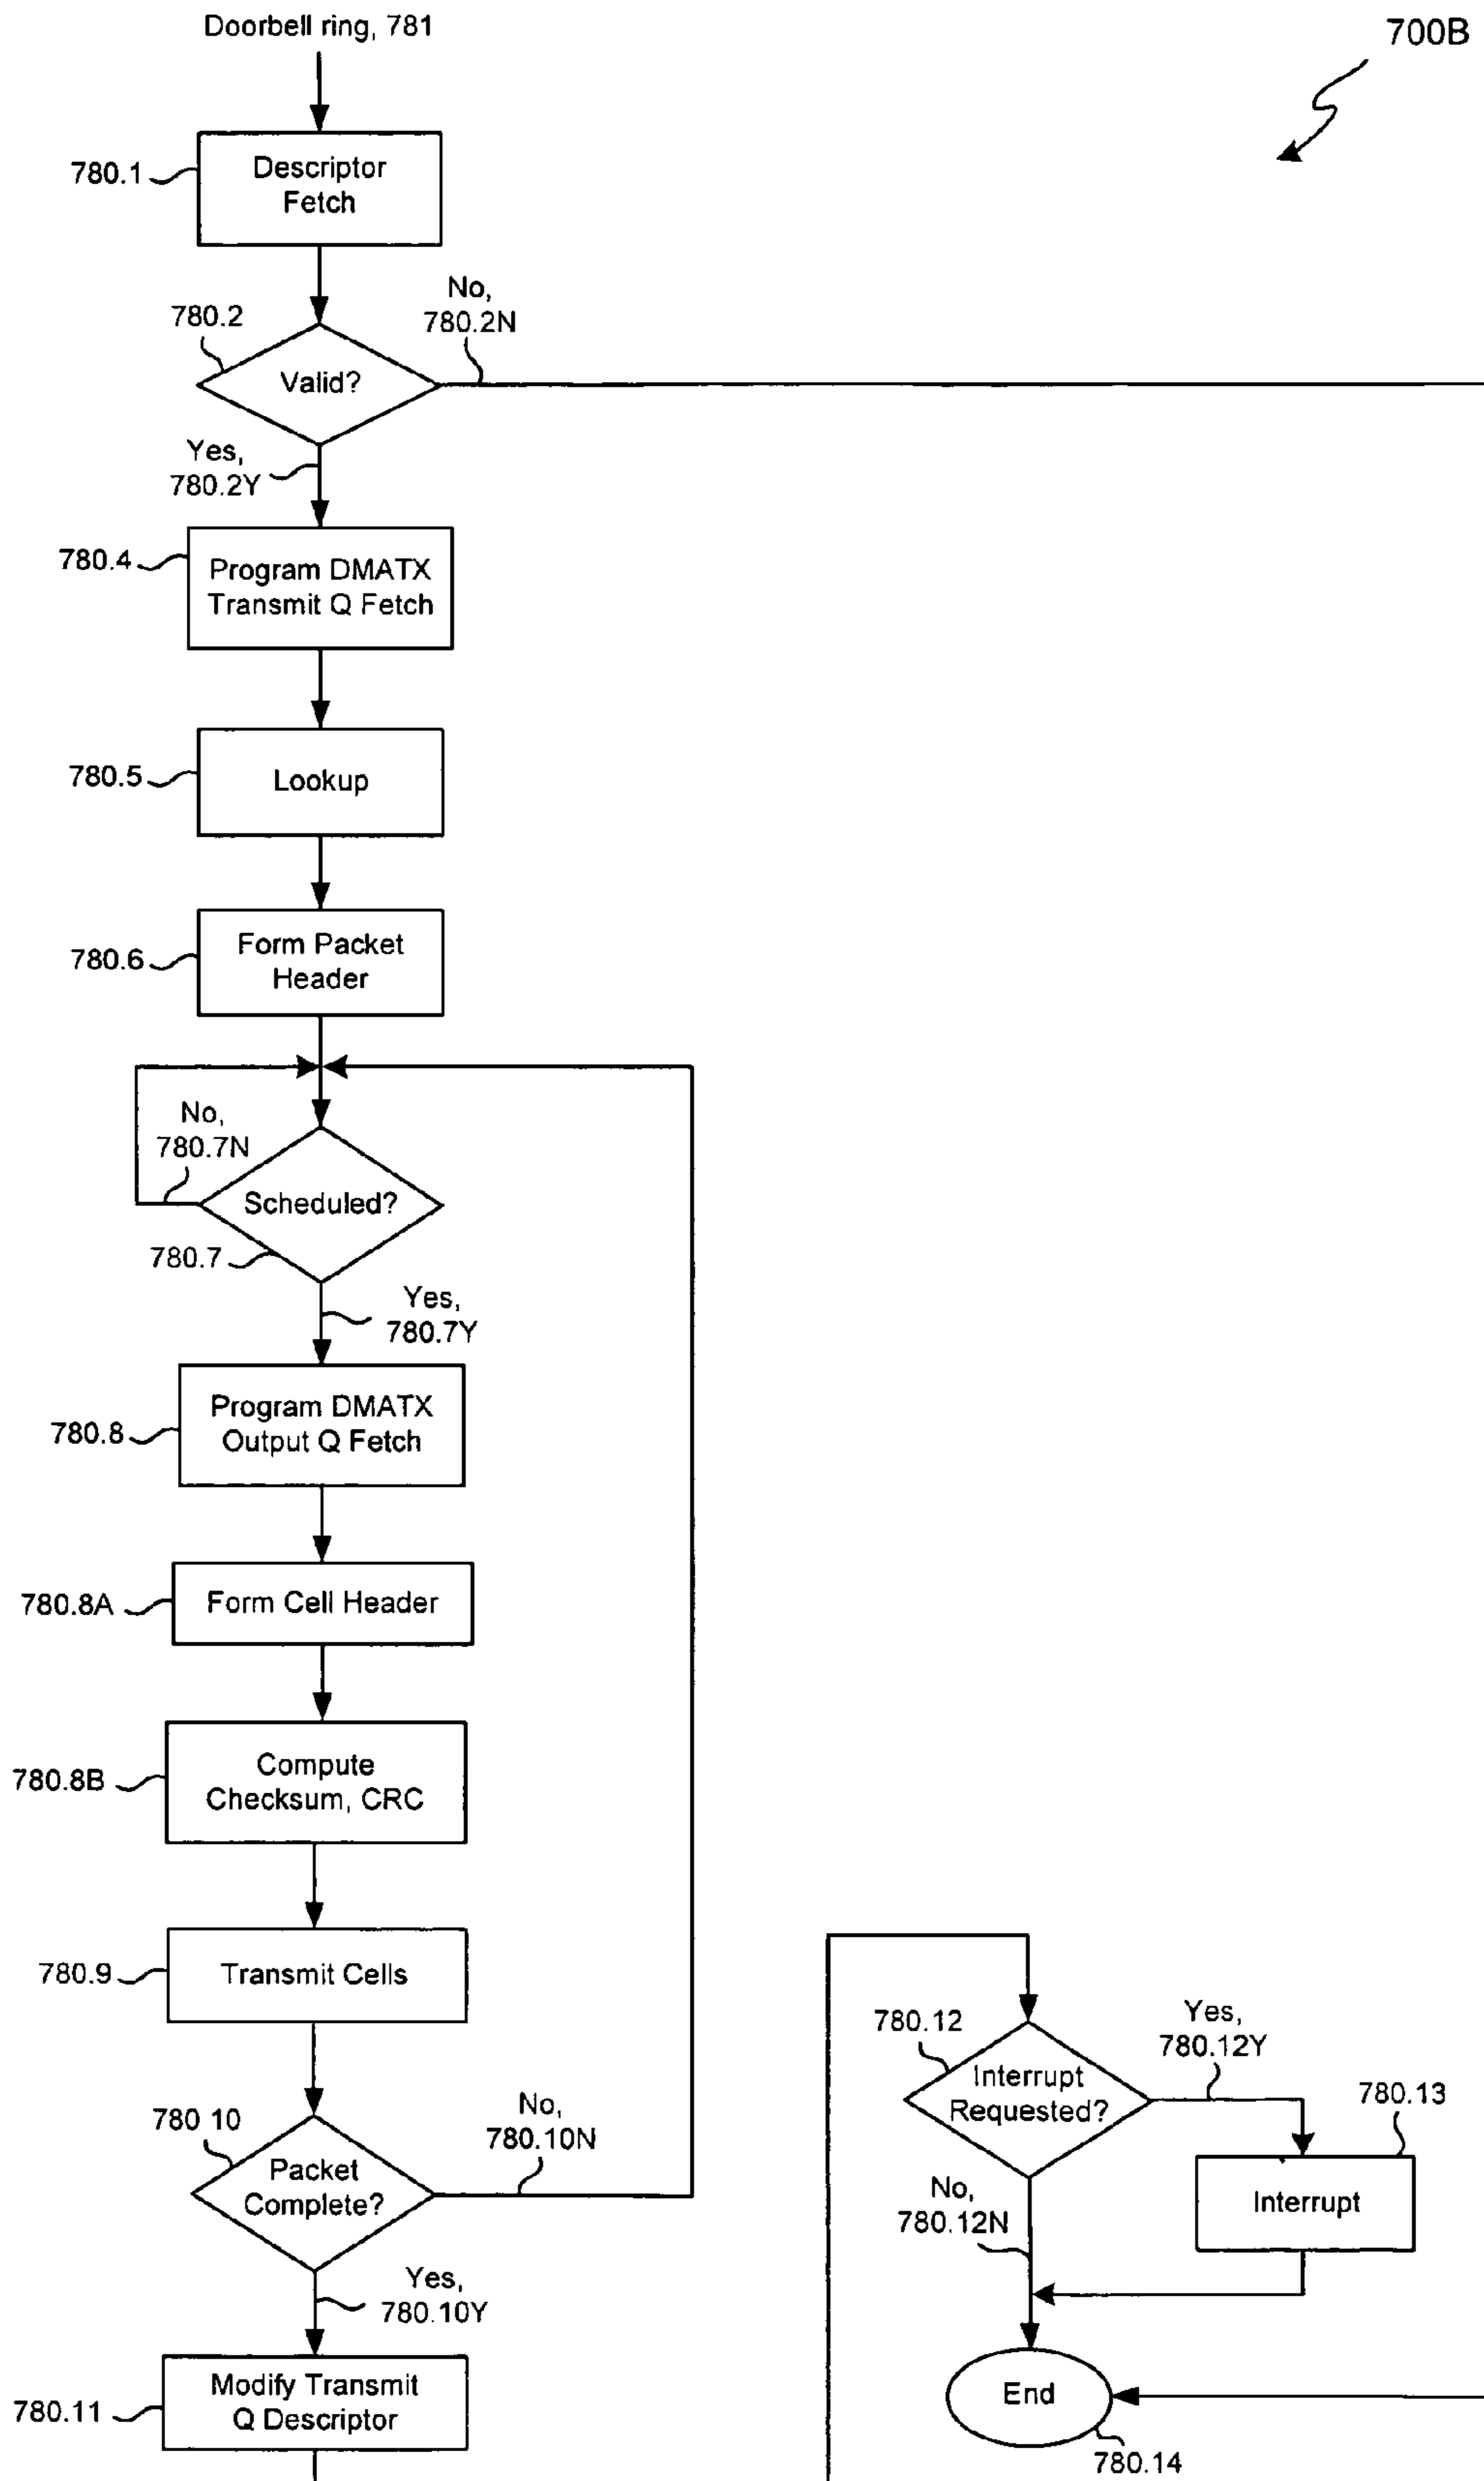 Doorbell ring, 781
700B
780.1
Descriptor
Fetch
780.2
Valid?
No,
780.2N
Yes,
780.2Y
780.4
Program DMATX
Transmit Q Fetch
780.5
Lookup
780.6
Form Packet
Header
No,
780.7N
Scheduled?
780.7
Yes,
780.7Y
780.8
Program DMATX
Output Q Fetch
780.8A
Form Cell Header
780.8B
Compute
Checksum, CRC
780.9
Transmit Cells
780 10
Packet
Complete?
No,
780.10N
Yes,
780.10Y
780.11
Modify Transmit
Q Descriptor
780.12
Interrupt
Requested?
Yes,
780.12Y
780.13
Interrupt
No,
780.12N
End
780.14